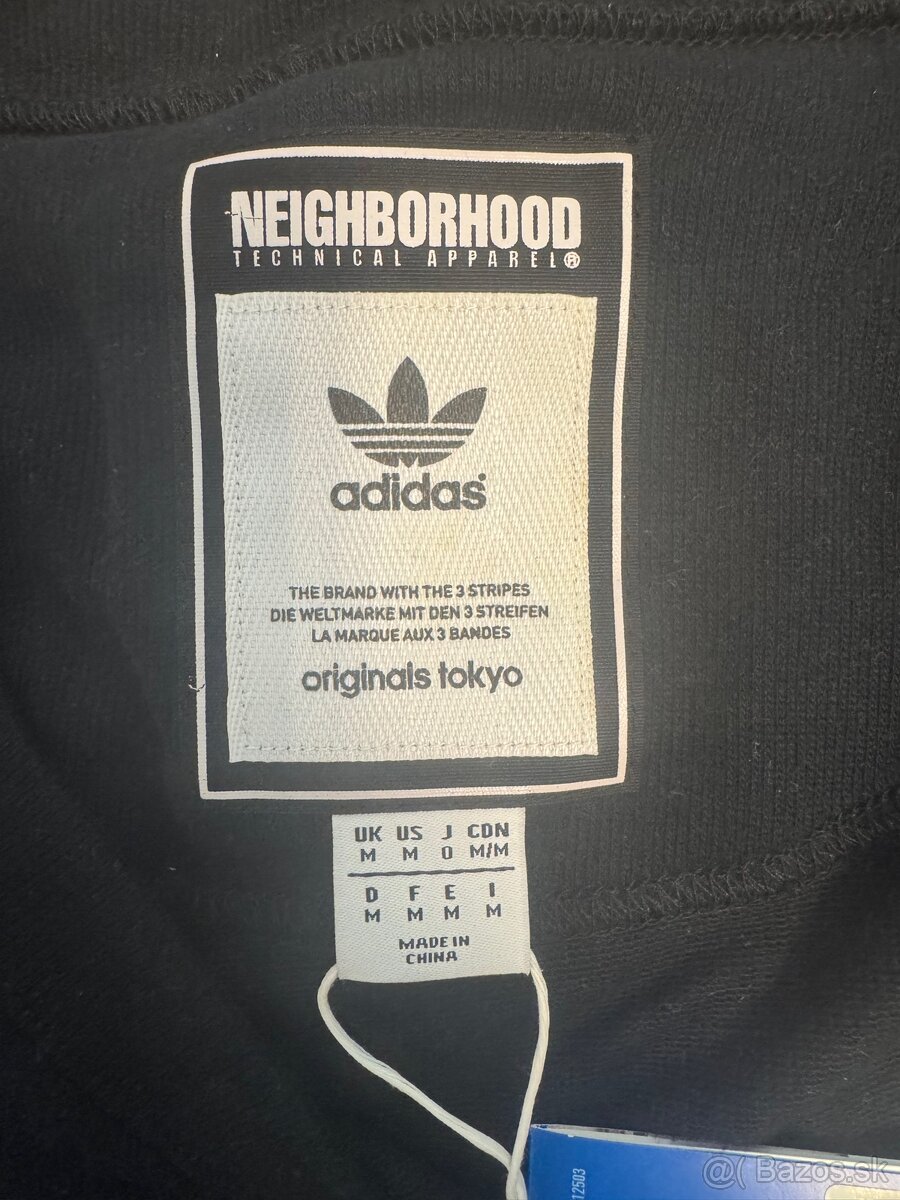 NEIGHBORHOOD
TECHNICAL APPAREL®
adidas
THE BRAND WITH THE 3 STRIPES
DIE WELTMARKE MIT DEN 3 STREIFEN
LA MARQUE AUX 3 BANDES
originals tokyo
UK US J CDN
M M O M/M
D F E I
M M M M
MADE IN
CHINA
12503
@( Bazos.sk